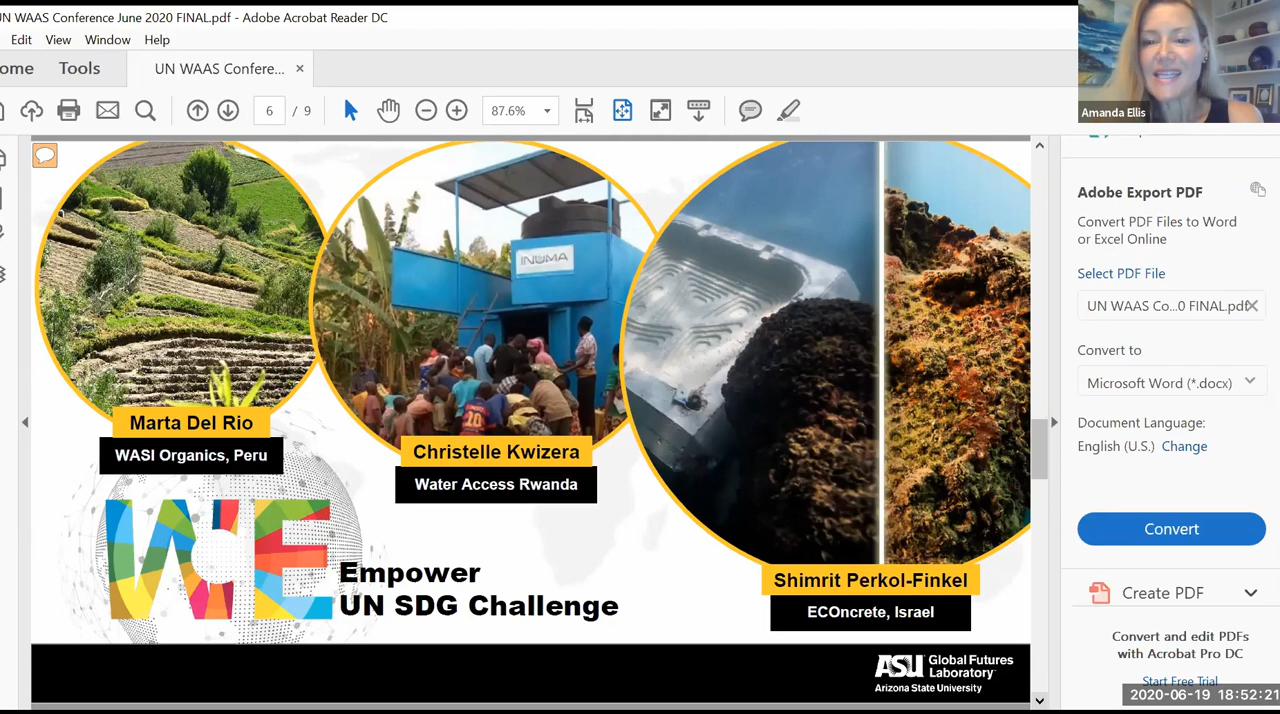 UN WAAS Conference June 2020 FINAL.pdf - Adobe Acrobat Reader DC
Edit View Window Help
ome Tools UN WAAS Confere... ×
6 / 9 87.6%
Amanda Ellis
INUMA
20
Marta Del Rio
WASI Organics, Peru
Christelle Kwizera
Water Access Rwanda
Shimrit Perkol-Finkel
ECOncrete, Israel
WE
Empower
UN SDG Challenge
ASU Global Futures
Laboratory
Arizona State University
Adobe Export PDF
Convert PDF Files to Word
or Excel Online
Select PDF File
UN WAAS Co...0 FINAL.pdf
Convert to
Microsoft Word (*.docx)
Document Language:
English (U.S.) Change
Convert
Create PDF
Convert and edit PDFs
with Acrobat Pro DC
Start Free Trial
2020-06-19 18:52:21